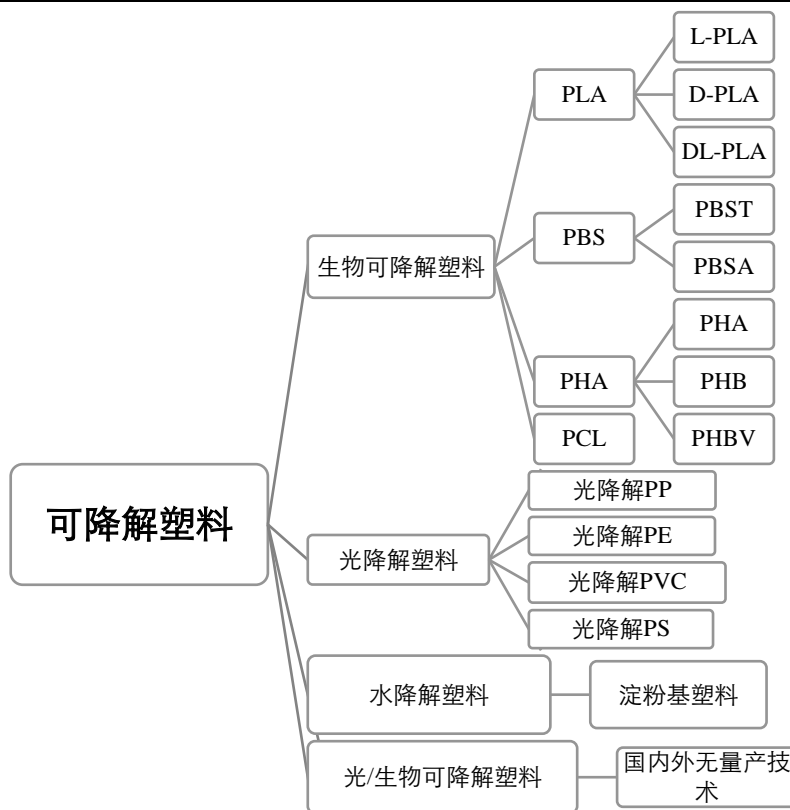 L-PLA
PLA
D-PLA
DL-PLA
PBST
PBS
生物可降解塑料
PBSA
PHA
PHA
PHB
PCL
PHBV
可降解塑料
光降解PP
光降解PE
光降解塑料
光降解PVC
光降解PS
水降解塑料
淀粉基塑料
光/生物可降解塑料
国内外无量产技
术